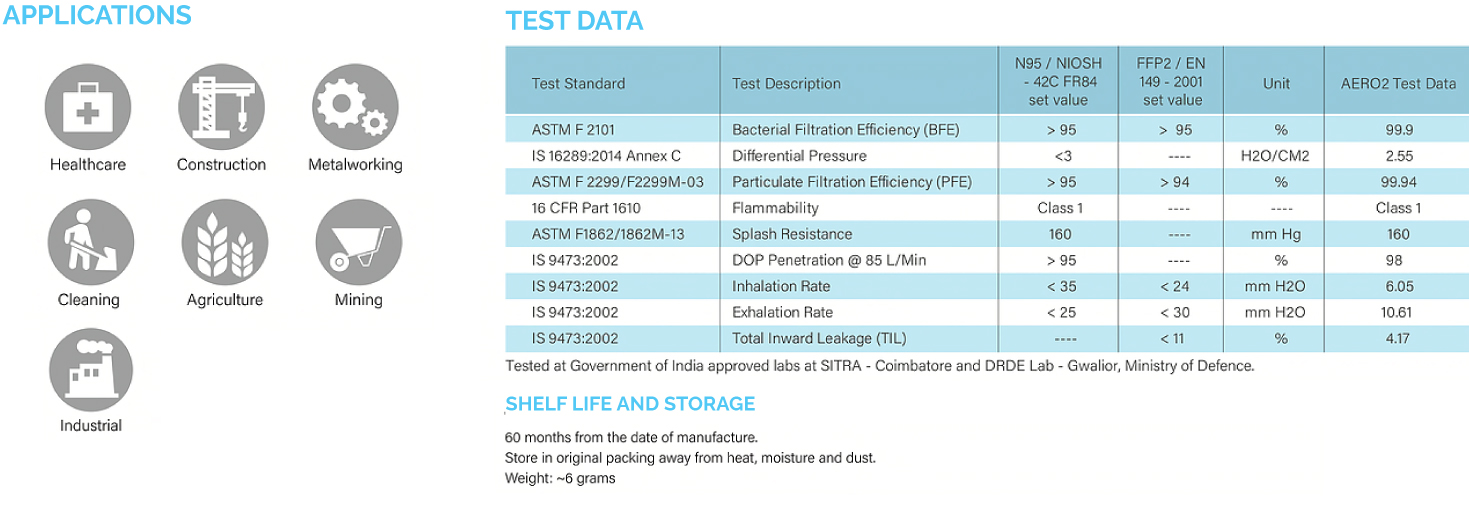 APPLICATIONS
Healthcare
Construction
Metalworking
Cleaning
Agriculture
Mining
Industrial
TEST DATA
Test Standard Test Description N95 / NIOSH - 42C FR84 set value FFP2 / EN 149 - 2001 set value Unit AERO2 Test Data
ASTM F 2101 Bacterial Filtration Efficiency (BFE) > 95 > 95 % 99.9
IS 16289:2014 Annex C Differential Pressure <3 ---- H2O/CM2 2.55
ASTM F 2299/F2299M-03 Particulate Filtration Efficiency (PFE) > 95 > 94 % 99.94
16 CFR Part 1610 Flammability Class 1 ---- ---- Class 1
ASTM F1862/1862M-13 Splash Resistance 160 ---- mm Hg 160
IS 9473:2002 DOP Penetration @ 85 L/Min > 95 ---- % 98
IS 9473:2002 Inhalation Rate < 35 < 24 mm H2O 6.05
IS 9473:2002 Exhalation Rate < 25 < 30 mm H2O 10.61
IS 9473:2002 Total Inward Leakage (TIL) ---- < 11 % 4.17
Tested at Government of India approved labs at SITRA - Coimbatore and DRDE Lab - Gwalior, Ministry of Defence.
SHELF LIFE AND STORAGE
60 months from the date of manufacture.
Store in original packing away from heat, moisture and dust.
Weight: ~6 grams